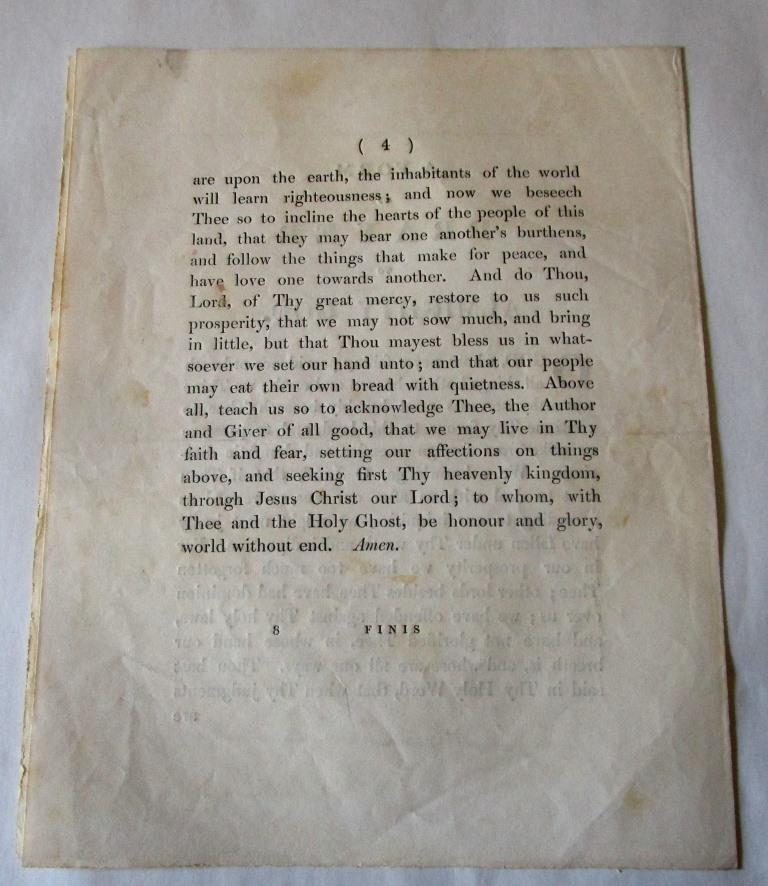 ( 4 )
are upon the earth, the inhabitants of the world
will learn righteousness; and now we beseech
Thee so to incline the hearts of the people of this
land, that they may bear one another's burthens,
and follow the things that make for peace, and
have love one towards another. And do Thou,
Lord, of Thy great mercy, restore to us such
prosperity, that we may not sow much, and bring
in little, but that Thou mayest bless us in what-
soever we set our hand unto; and that our people
may eat their own bread with quietness. Above
all, teach us so to acknowledge Thee, the Author
and Giver of all good, that we may live in Thy
faith and fear, setting our affections on things
above, and seeking first Thy heavenly kingdom,
through Jesus Christ our Lord; to whom, with
Thee and the Holy Ghost, be honour and glory,
world without end. Amen.
8 FINIS